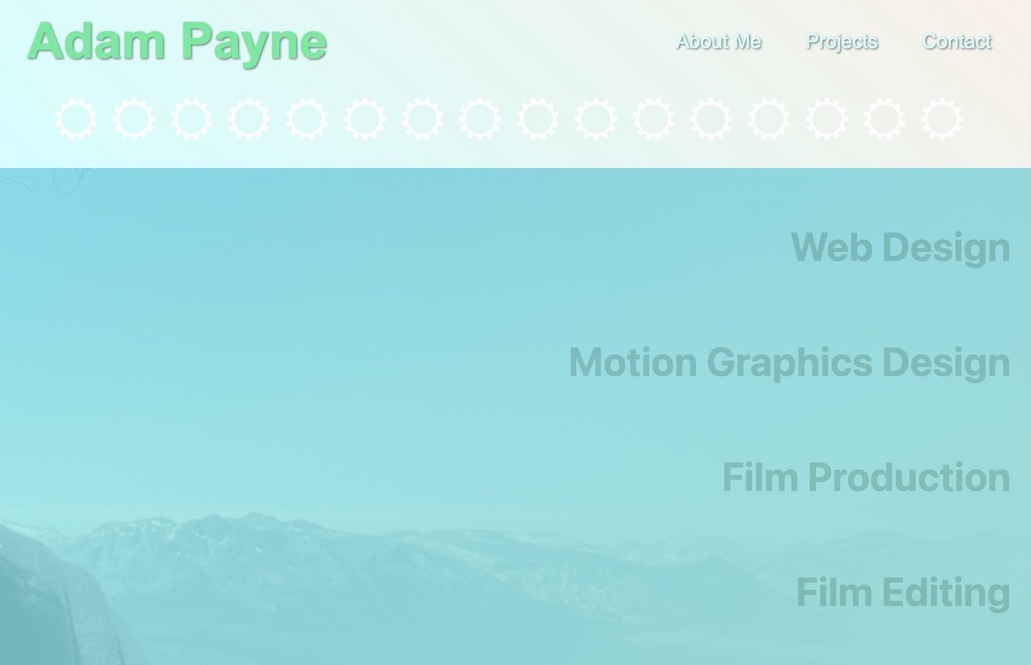 Adam Payne
About Me
Projects
Contact
Web Design
Motion Graphics Design
Film Production
Film Editing